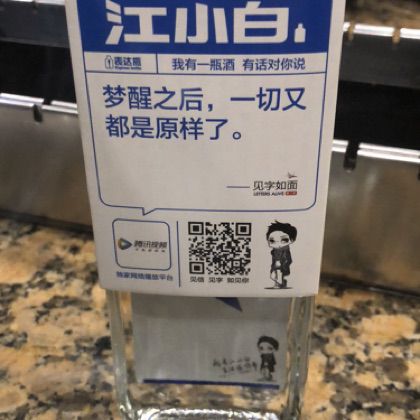 江小白
表达瓶
我有一瓶酒 有话对你说
梦醒之后，一切又
都是原样了。
——见字如面
LETTERS ALIVE
腾讯视频
独家网络播放平台
见信 见字 如见你